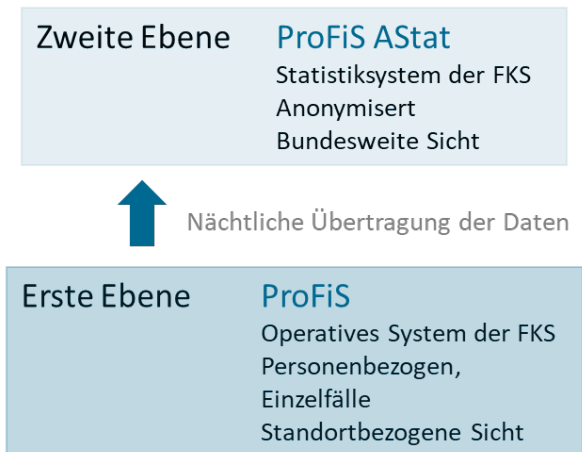 Zweite Ebene ProFiS AStat
Statistiksystem der FKS
Anonymisert
Bundesweite Sicht
Nächtliche Übertragung der Daten
Erste Ebene ProFiS
Operatives System der FKS
Personenbezogen,
Einzelfälle
Standortbezogene Sicht